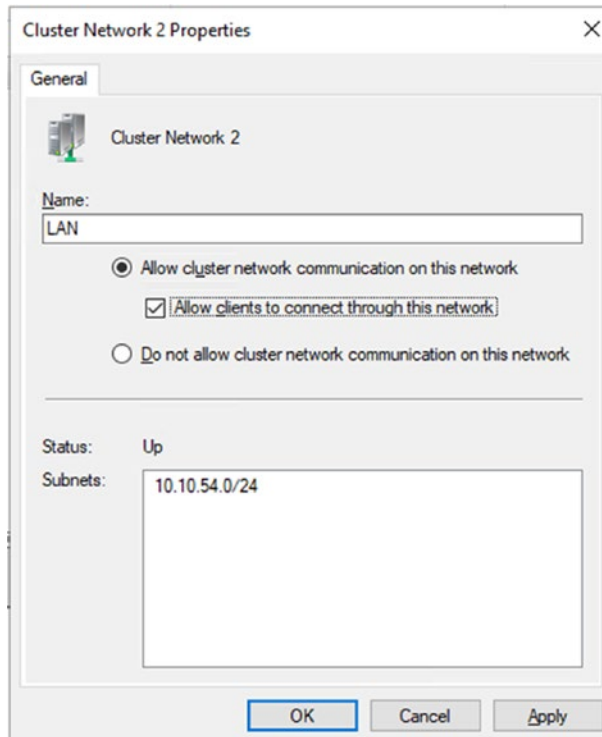 Cluster Network 2 Properties
General
Cluster Network 2
Name:
LAN
Allow cluster network communication on this network
Allow clients to connect through this network
Do not allow cluster network communication on this network
Status: Up
Subnets: 10.10.54.0/24
OK Cancel Apply